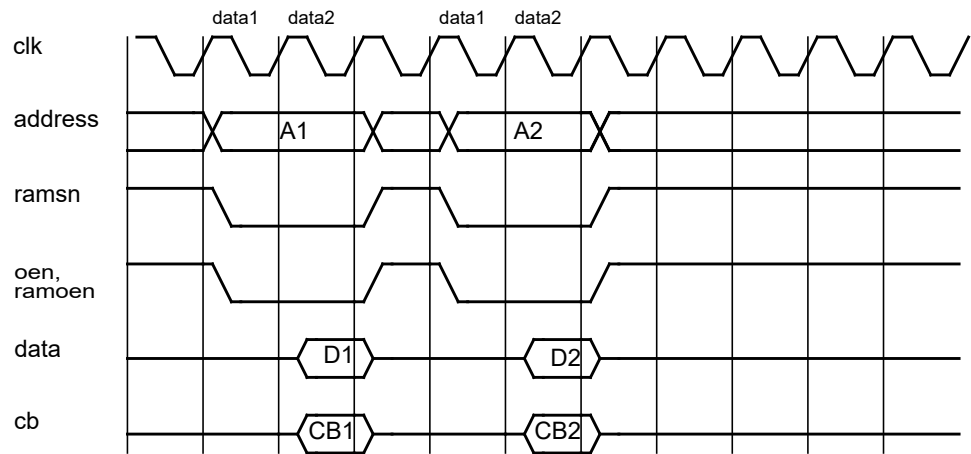 data1 data2 data1 data2
clk
address
A1 A2
ramsn
oen,
ramoen
data
D1 D2
cb
CB1 CB2